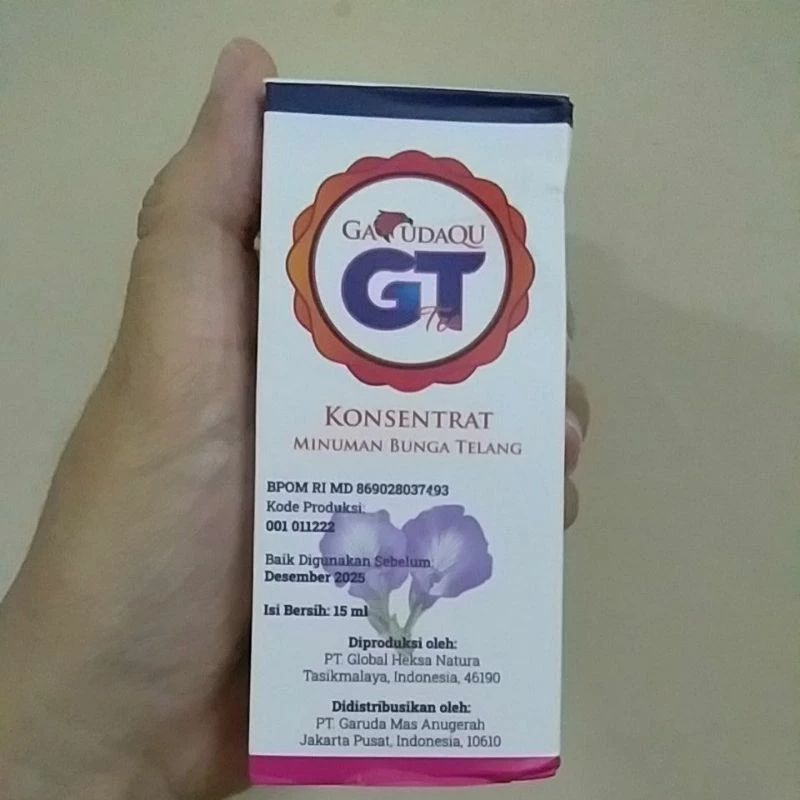 GARUDAQU
GT
KONSENTRAT
MINUMAN BUNGA TELANG
BPOM RI MD 869028037493
Kode Produksi:
001 011222
Baik Digunakan Sebelum:
Desember 2025
Isi Bersih: 15 ml
Diproduksi oleh:
PT. Global Heksa Natura
Tasikmalaya, Indonesia, 46190
Didistribusikan oleh:
PT. Garuda Mas Anugerah
Jakarta Pusat, Indonesia, 10610